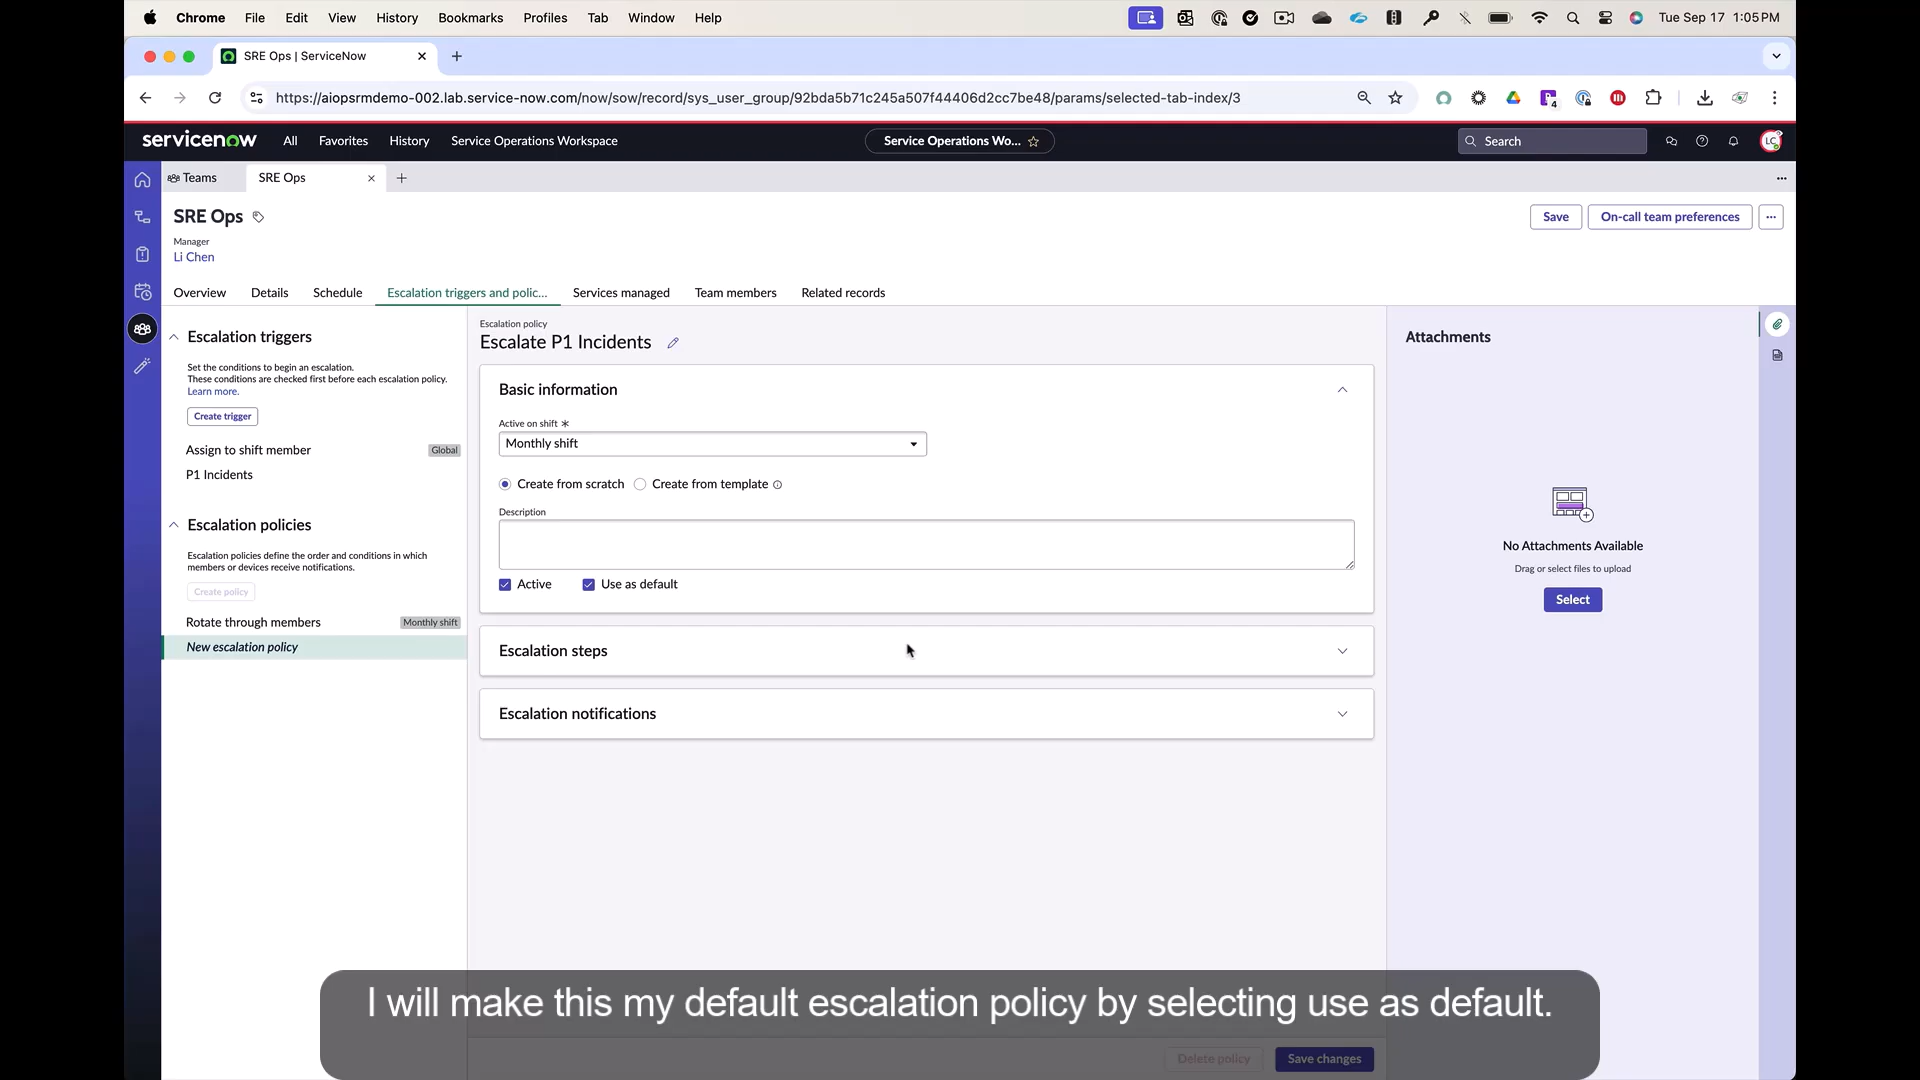 Chrome File Edit View History Bookmarks Profiles Tab Window Help
Tue Sep 17 1:05 PM
SRE Ops | ServiceNow
https://aiopsrmdemo-002.lab.service-now.com/now/sow/record/sys_user_group/92bda5b71c245a507f44406d2cc7be48/params/selected-tab-index/3
4
servicenow All Favorites History Service Operations Workspace
Service Operations Wo...
Search
LC
Teams
SRE Ops
SRE Ops
Save
On-call team preferences
Manager
Li Chen
Overview Details Schedule Escalation triggers and polic... Services managed Team members Related records
Escalation triggers
Set the conditions to begin an escalation.
These conditions are checked first before each escalation policy.
Learn more.
Create trigger
Assign to shift member Global
P1 Incidents
Escalation policies
Escalation policies define the order and conditions in which
members or devices receive notifications.
Create policy
Rotate through members Monthly shift
New escalation policy
Escalation policy
Escalate P1 Incidents
Basic information
Active on shift *
Monthly shift
Create from scratch Create from template
Description
Active Use as default
Escalation steps
Escalation notifications
Attachments
No Attachments Available
Drag or select files to upload
Select
I will make this my default escalation policy by selecting use as default.
Delete policy
Save changes